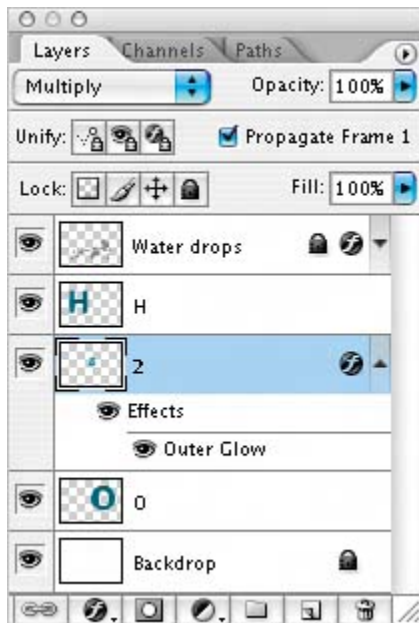 Layers Channels Paths
Multiply Opacity: 100%
Unify: Propagate Frame 1
Lock: Fill: 100%
Water drops
H H
2
Effects
Outer Glow
O O
Backdrop